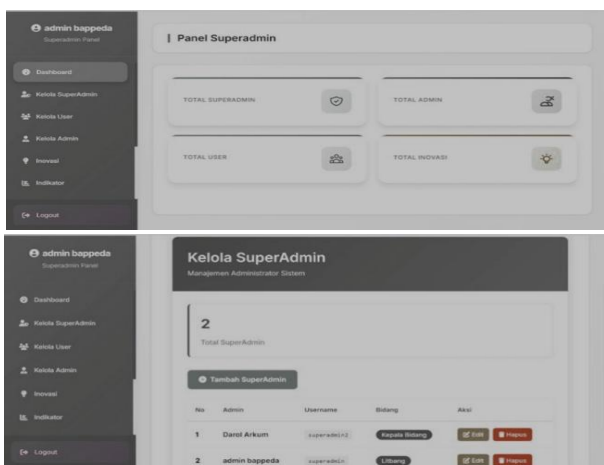 admin bappeda
Superadmin Panel
Panel Superadmin
Dashboard
Kelola SuperAdmin
Kelola User
Kelola Admin
Inovasi
Indikator
Logout
TOTAL SUPERADMIN
TOTAL ADMIN
TOTAL USER
TOTAL INOVASI
admin bappeda
Superadmin Panel
Dashboard
Kelola SuperAdmin
Kelola User
Kelola Admin
Inovasi
Indikator
Logout
Kelola SuperAdmin
Manajemen Administrator Sistem
2
Total SuperAdmin
Tambah SuperAdmin
No Admin Username Bidang Aksi
1 Darol Arkum superadmin2 Kepala Bidang Edit Hapus
2 admin bappeda superadmin Litbang Edit Hapus